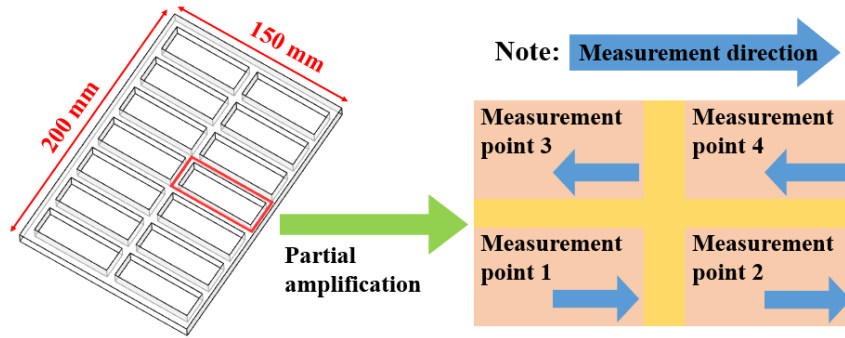 200 mm
150 mm
Note: Measurement direction
Partial
amplification
Measurement
point 3
Measurement
point 4
Measurement
point 1
Measurement
point 2